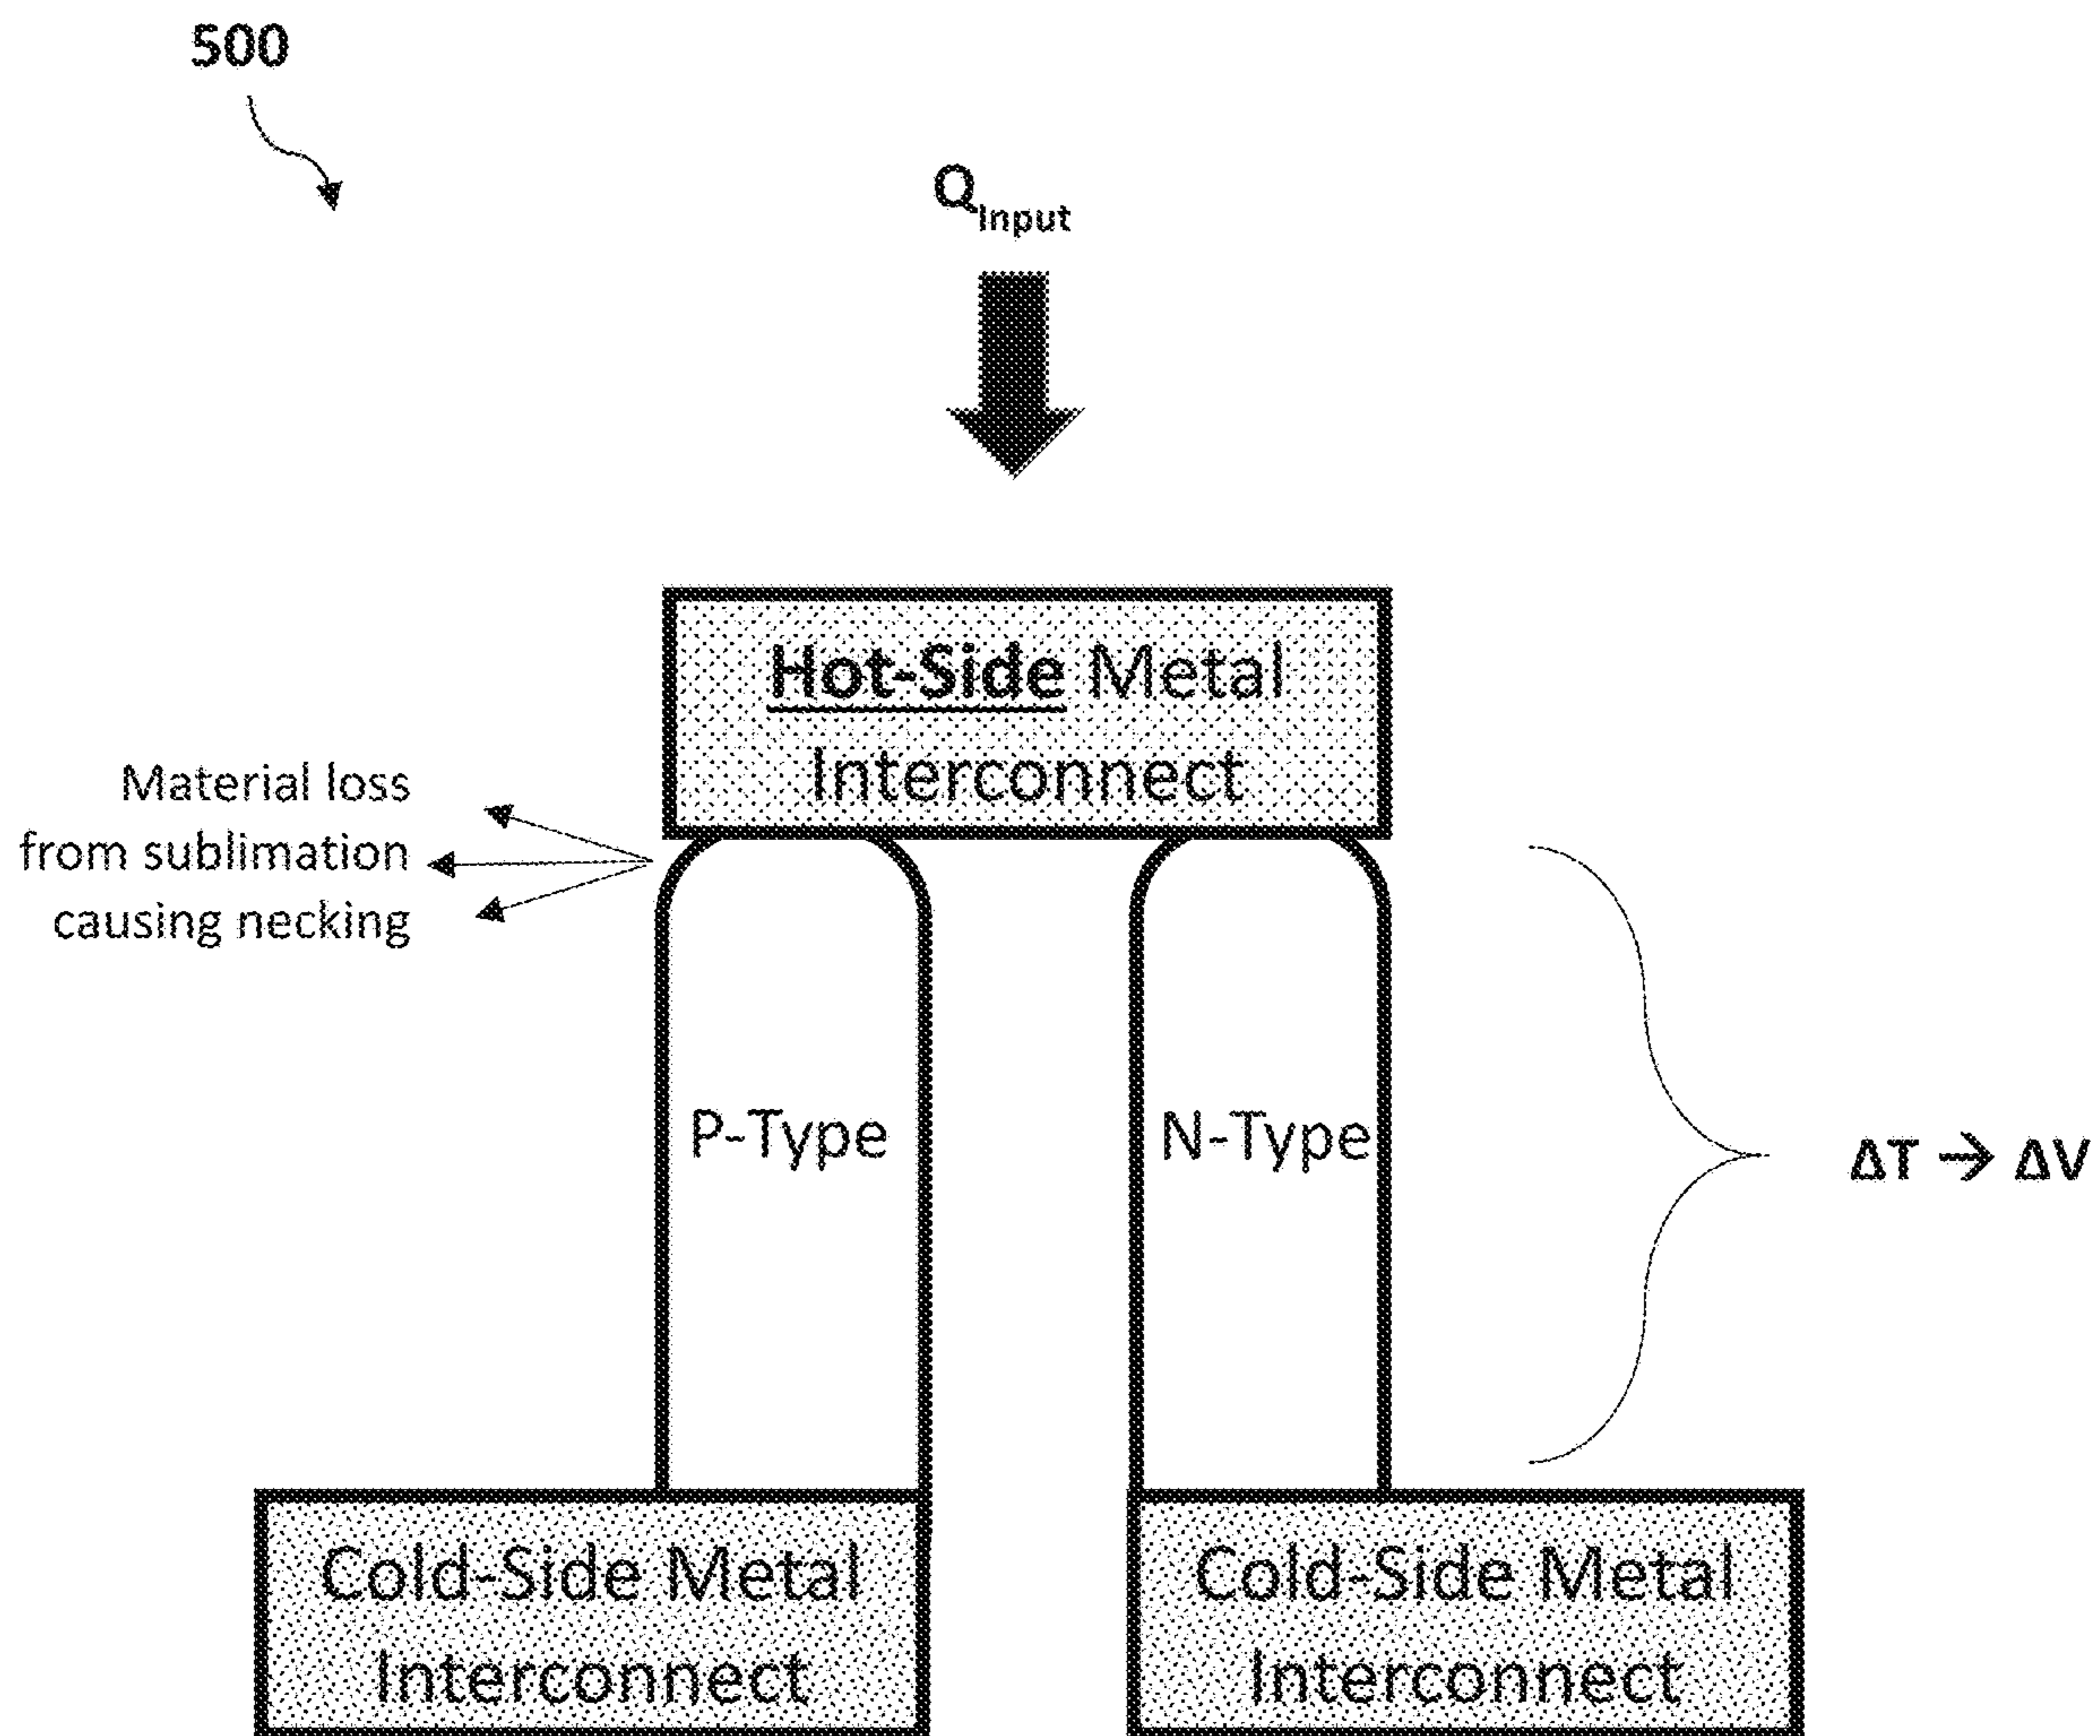 500
Q_Input
Hot-Side Metal
Interconnect
Material loss
from sublimation
causing necking
P-Type
N-Type
ΔT → ΔV
Cold-Side Metal
Interconnect
Cold-Side Metal
Interconnect